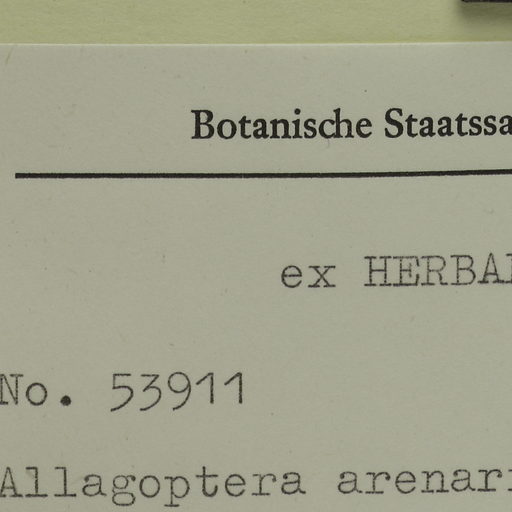 Botanische Staatssa
ex HERBA
No. 53911
Allagoptera arenar